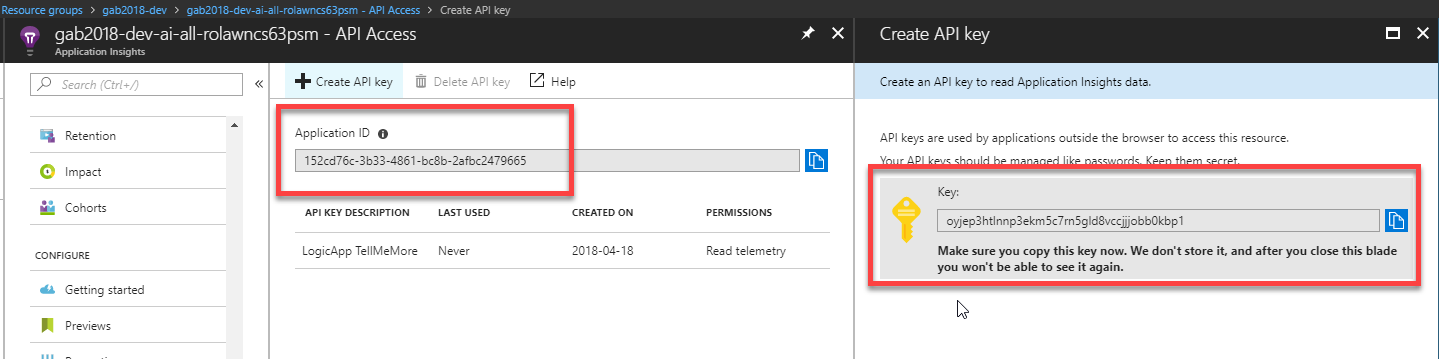 Resource groups > gab2018-dev > gab2018-dev-ai-all-rolawncs63psm - API Access > Create API key
gab2018-dev-ai-all-rolawncs63psm - API Access
Application Insights
Search (Ctrl+/)
Retention
Impact
Cohorts
CONFIGURE
Getting started
Previews
Create API key Delete API key Help
Application ID
152cd76c-3b33-4861-bc8b-2afbc2479665
API KEY DESCRIPTION LAST USED CREATED ON PERMISSIONS
LogicApp TellMeMore Never 2018-04-18 Read telemetry
Create API key
Create an API key to read Application Insights data.
API keys are used by applications outside the browser to access this resource.
Your API keys should be managed like passwords. Keep them secret.
Key:
oyjep3htlnnp3ekm5c7rn5gld8vccjjjobb0kbp1
Make sure you copy this key now. We don't store it, and after you close this blade
you won't be able to see it again.